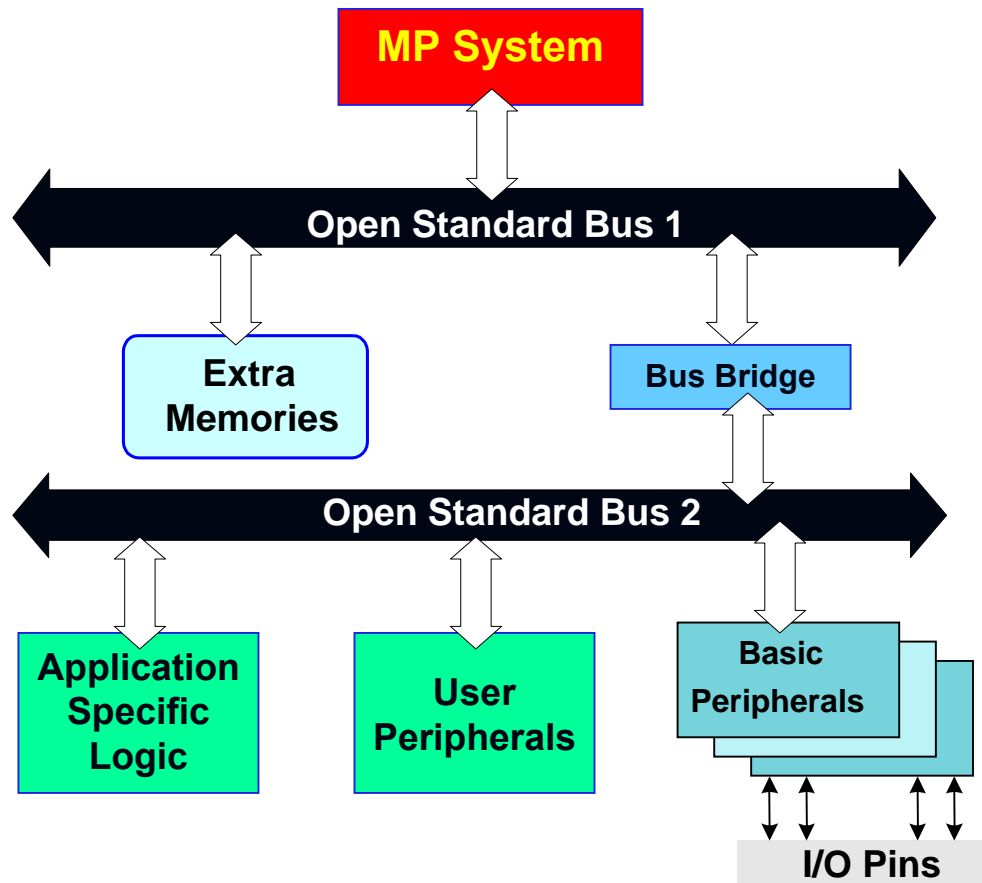 MP System
Open Standard Bus 1
Extra
Memories
Bus Bridge
Open Standard Bus 2
Application
Specific
Logic
User
Peripherals
Basic
Peripherals
I/O Pins